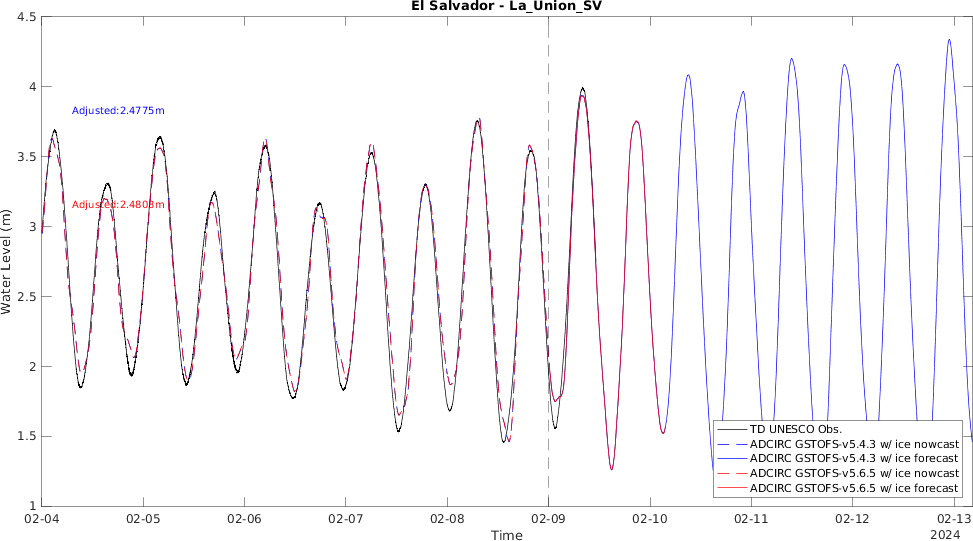 El Salvador - La_Union_SV
4.5
4
3.5
3
2.5
2
1.5
1
Water Level (m)
Adjusted:2.4775m
Adjusted:2.4803m
TD UNESCO Obs.
ADCIRC GSTOFS-v5.4.3 w/ ice nowcast
ADCIRC GSTOFS-v5.4.3 w/ ice forecast
ADCIRC GSTOFS-v5.6.5 w/ ice nowcast
ADCIRC GSTOFS-v5.6.5 w/ ice forecast
02-04 02-05 02-06 02-07 02-08 02-09 02-10 02-11 02-12 02-13
Time
2024